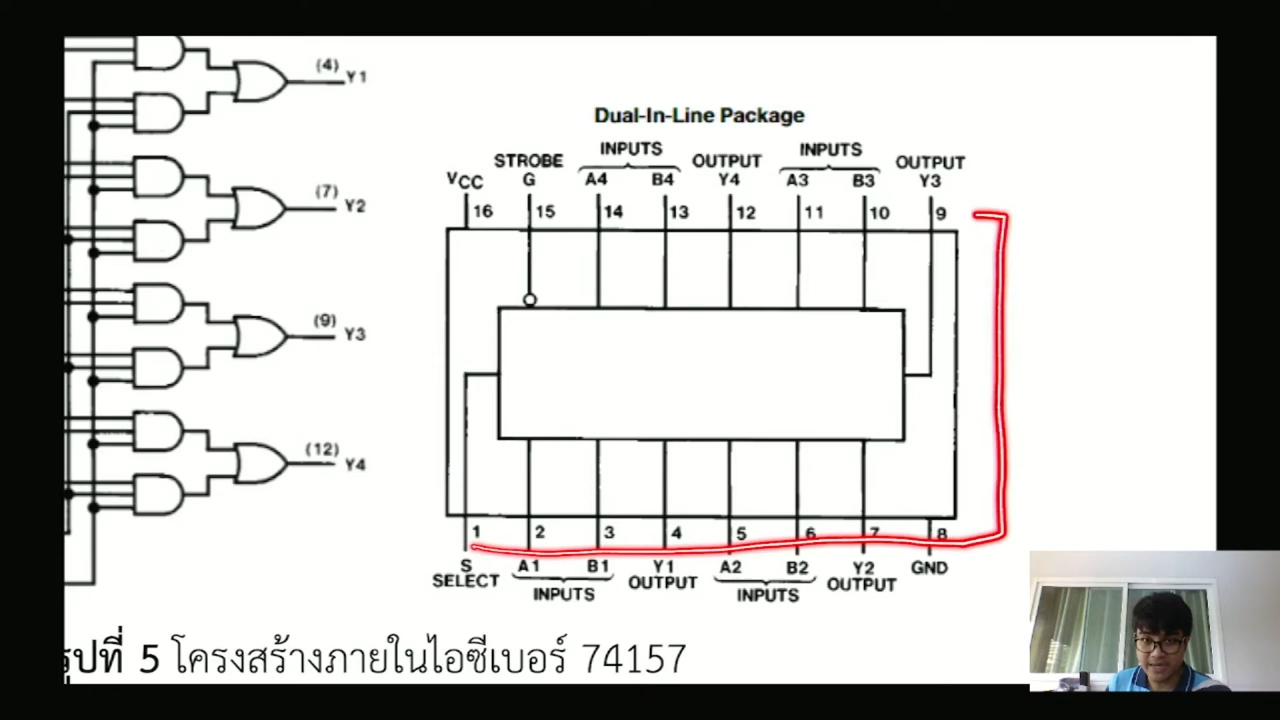 (4) Y1
(7) Y2
(9) Y3
(12) Y4
Dual-In-Line Package
STROBE INPUTS OUTPUT INPUTS OUTPUT
VCC G A4 B4 Y4 A3 B3 Y3
16 15 14 13 12 11 10 9
1 2 3 4 5 6 7 8
S A1 B1 Y1 A2 B2 Y2 GND
SELECT INPUTS OUTPUT INPUTS OUTPUT
รูปที่ 5 โครงสร้างภายในไอซีเบอร์ 74157